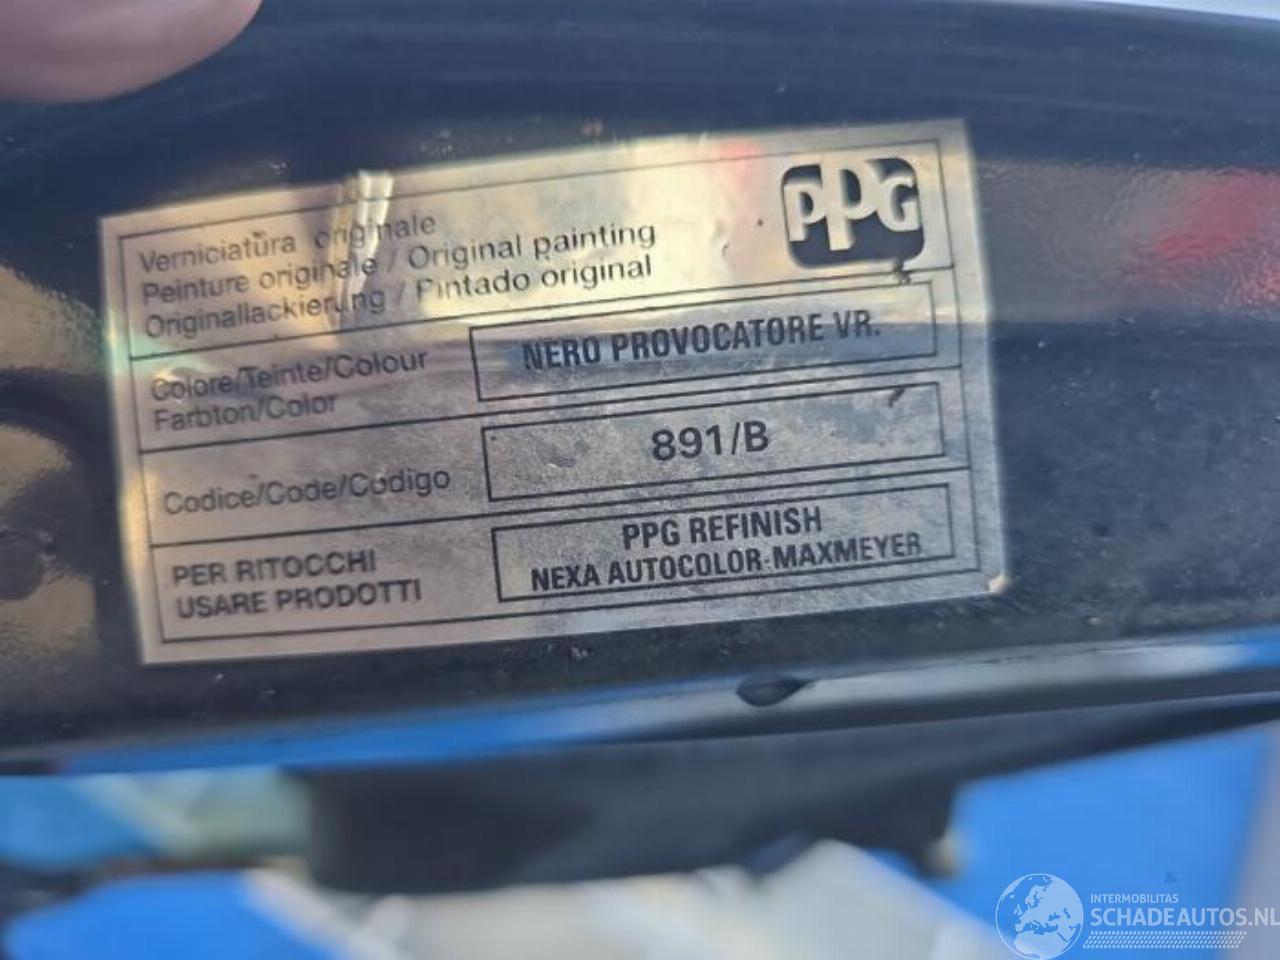 PPG
Verniciatura originale
Peinture originale / Original painting
Originallackierung / Pintado original
Colore/Teinte/Colour
Farbton/Color
NERO PROVOCATORE VR.
Codice/Code/Código
891/B
PER RITOCCHI
USARE PRODOTTI
PPG REFINISH
NEXA AUTOCOLOR-MAXMEYER
INTERMOBILITAS
SCHADEAUTOS.NL